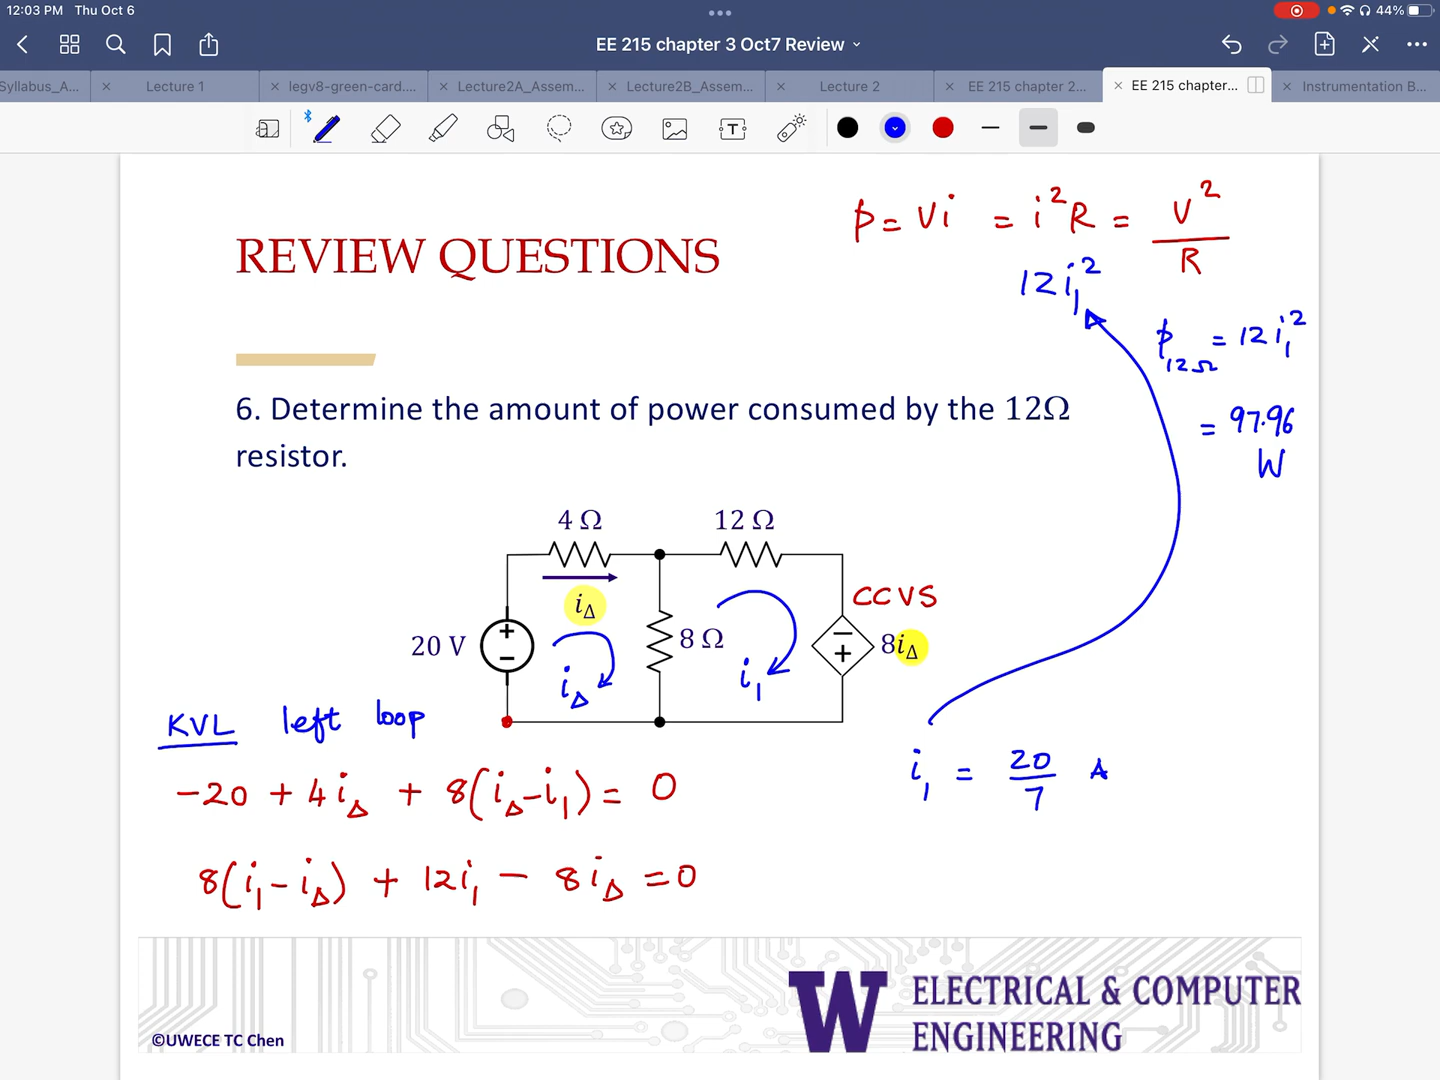 12:03 PM Thu Oct 6
44%
EE 215 chapter 3 Oct7 Review
Syllabus_A...
Lecture 1
legv8-green-card....
Lecture2A_Assem...
Lecture2B_Assem...
Lecture 2
EE 215 chapter 2...
EE 215 chapter...
Instrumentation B...
REVIEW QUESTIONS
p = Vi = i²R = V²/R
12i₁²
p₁₂Ω = 12i₁²
= 97.96 W
6. Determine the amount of power consumed by the 12Ω
resistor.
4 Ω
12 Ω
iΔ
CCVS
20 V
+
−
8 Ω
−
+
8iΔ
iΔ
i₁
KVL left loop
−20 + 4iΔ + 8(iΔ−i₁) = 0
i₁ = 20/7 A
8(i₁−iΔ) + 12i₁ − 8iΔ = 0
W
ELECTRICAL & COMPUTER
ENGINEERING
©UWECE TC Chen